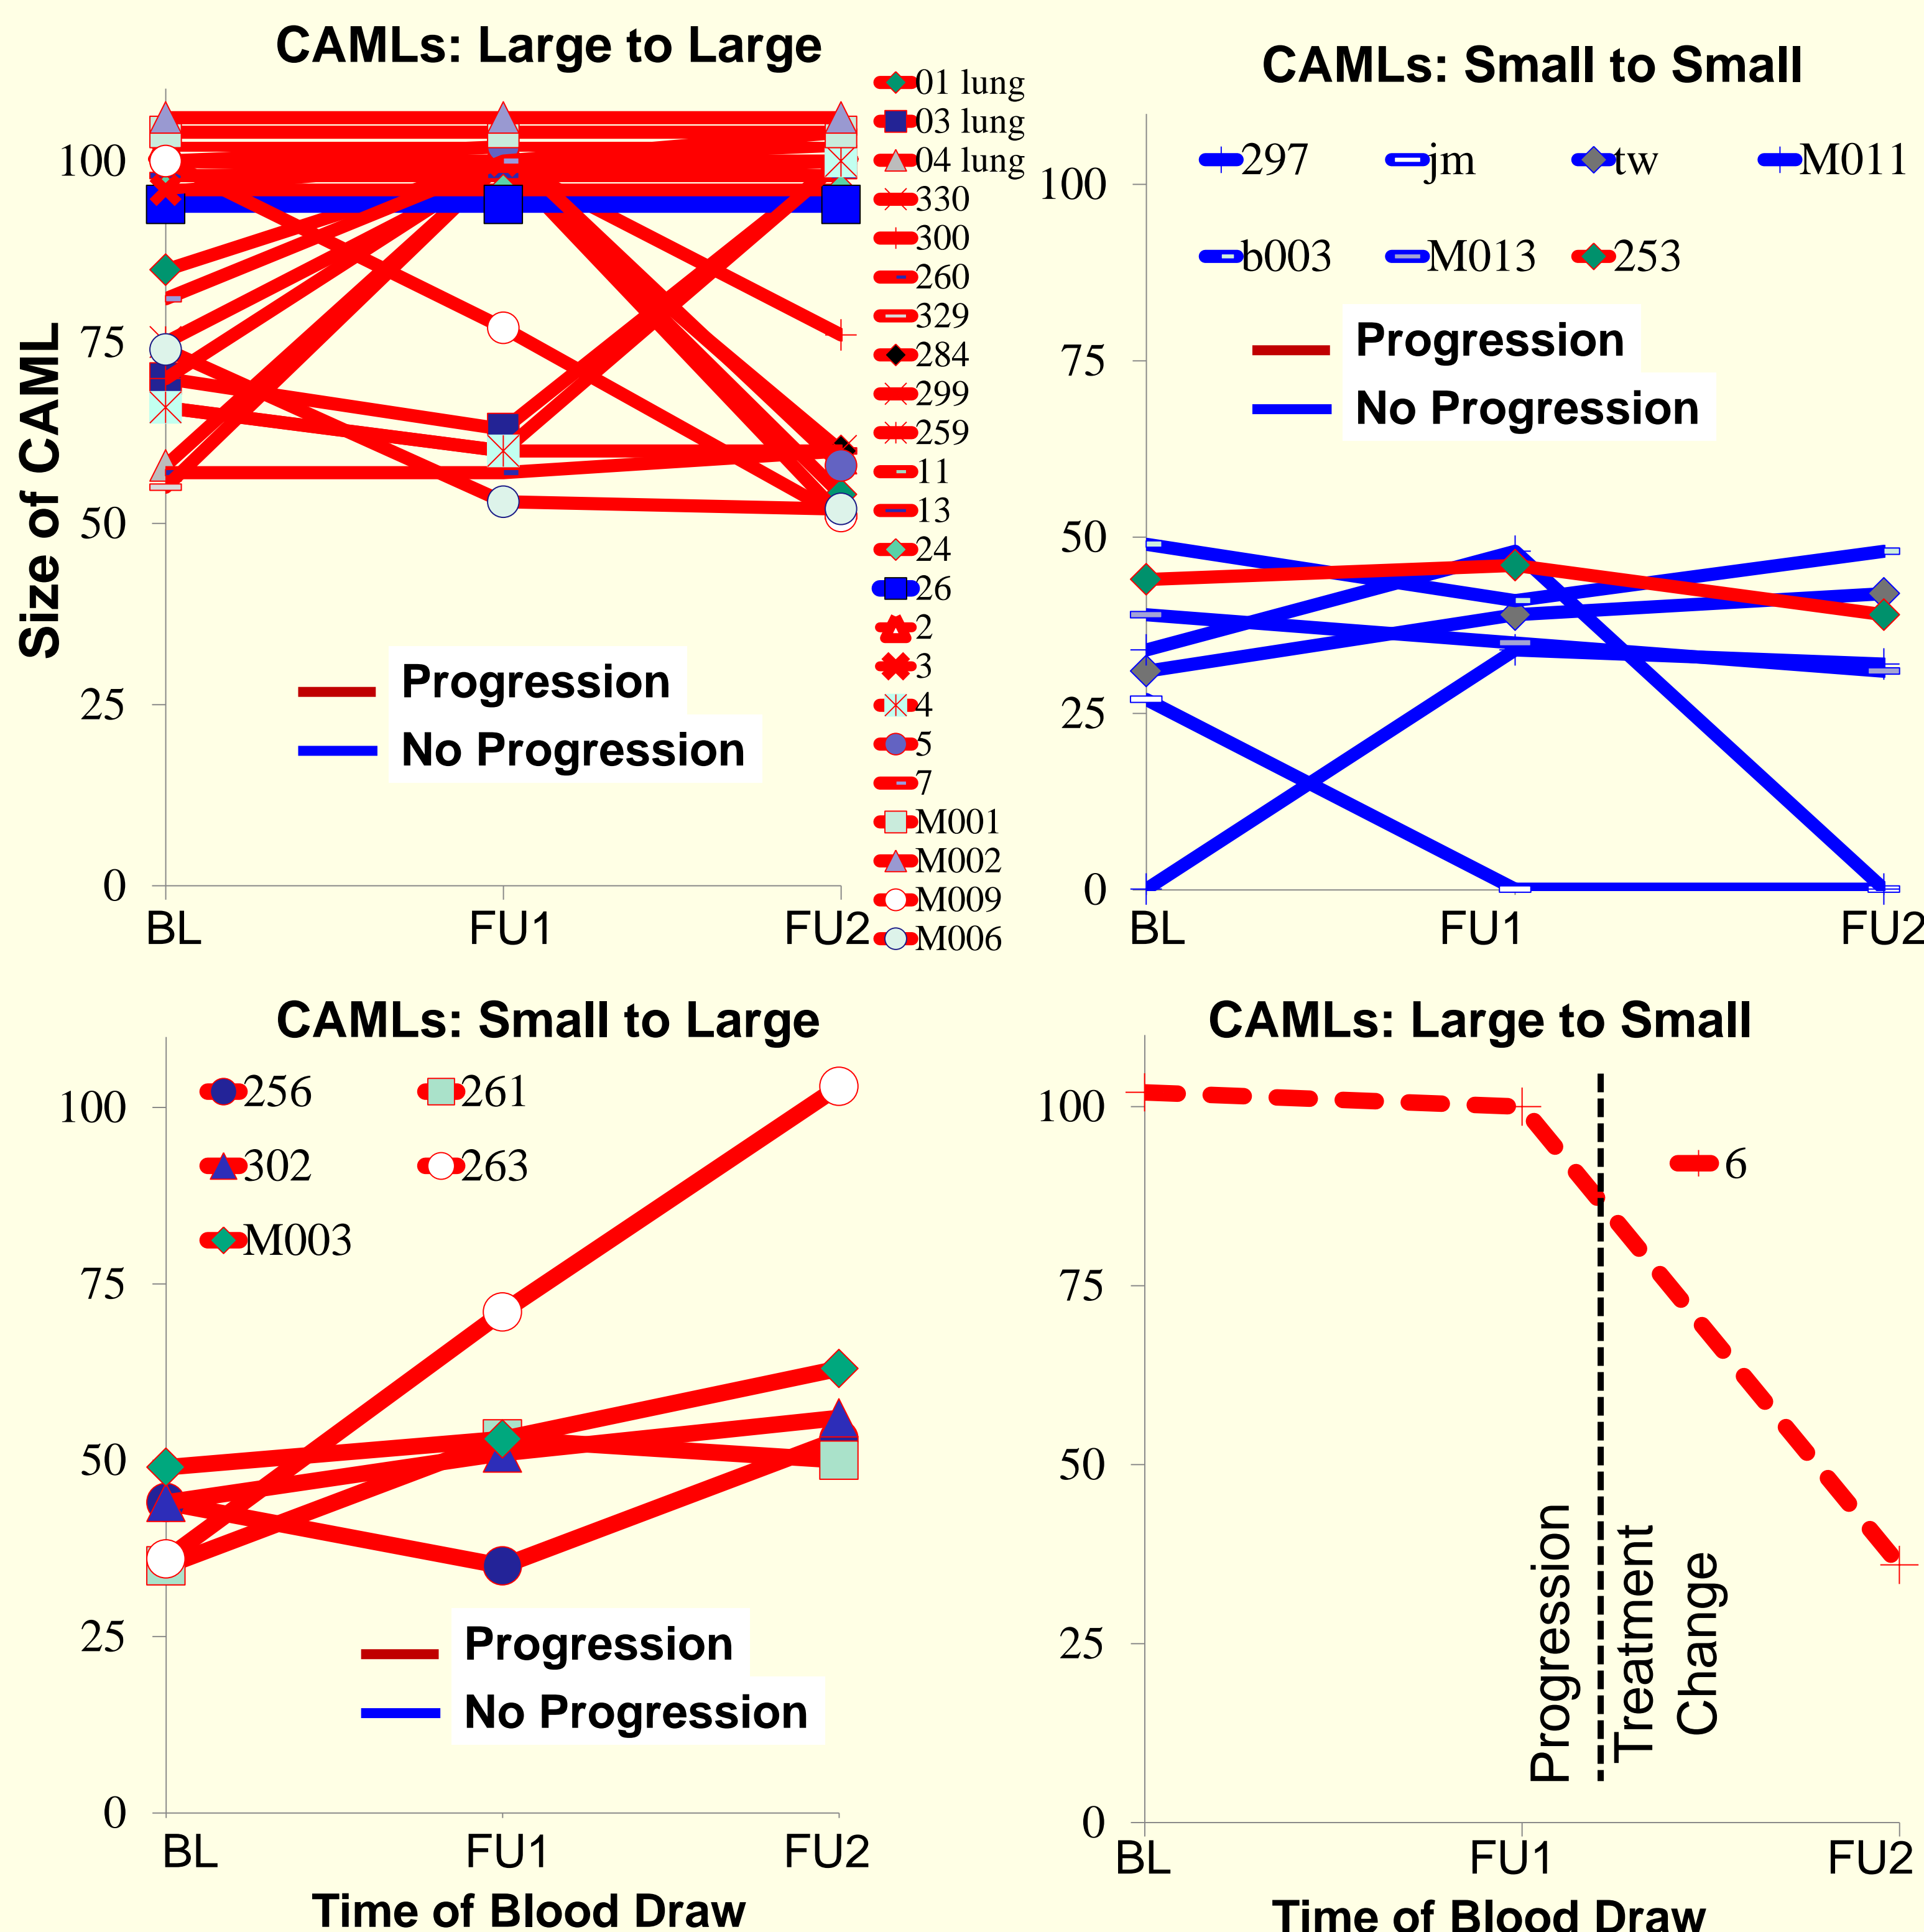 CAMLs: Large to Large
Size of CAML
100
75
50
25
0
BL FU1 FU2
Progression
No Progression
01 lung
03 lung
04 lung
330
300
260
329
284
299
259
11
13
24
26
2
3
4
5
7
M001
M002
M009
M006
CAMLs: Small to Small
297 jm tw M011
b003 M013 253
Progression
No Progression
100
75
50
25
0
BL FU1 FU2
CAMLs: Small to Large
256 261
302 263
M003
100
75
50
25
0
Progression
No Progression
BL FU1 FU2
Time of Blood Draw
CAMLs: Large to Small
100
75
50
25
0
6
Progression
Treatment
Change
BL FU1 FU2
Time of Blood Draw